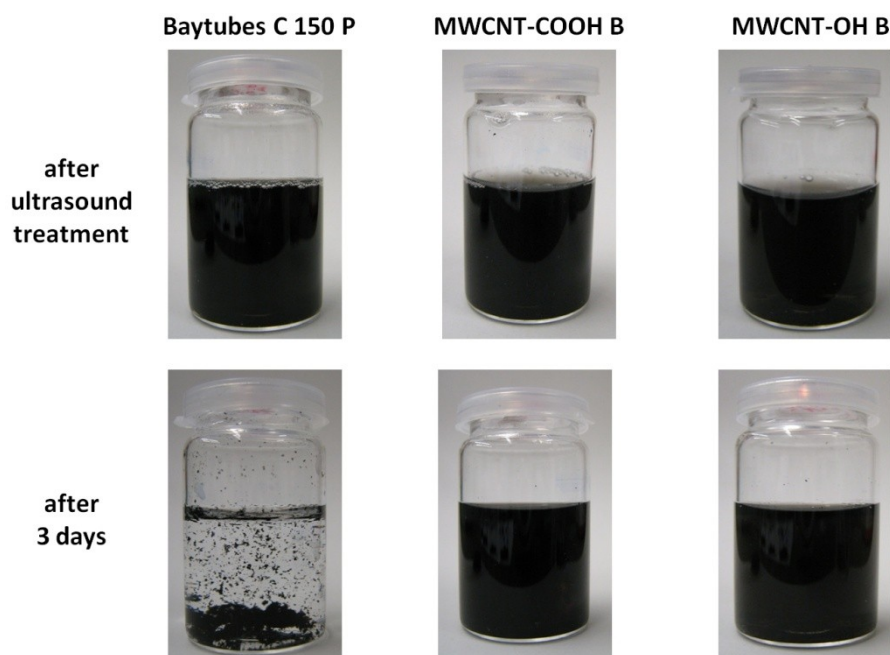 Baytubes C 150 P
MWCNT-COOH B
MWCNT-OH B
after
ultrasound
treatment
after
3 days